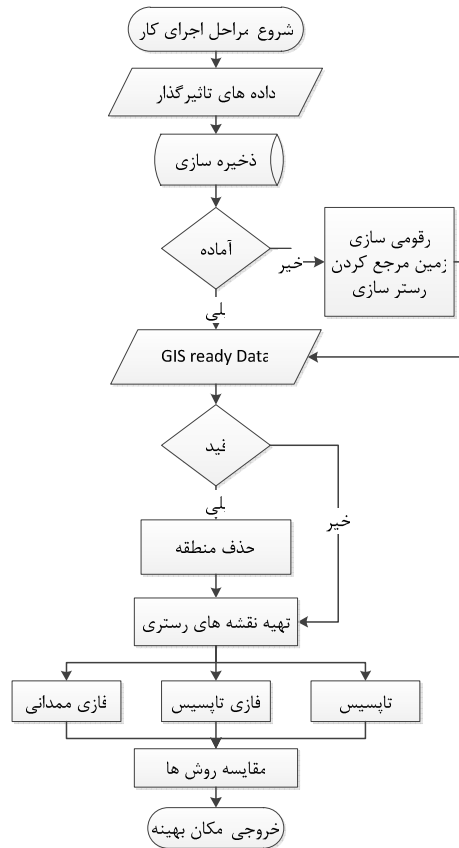 شروع مراحل اجرای کار
داده های تاثیرگذار
ذخیره سازی
آماده
خیر
رقومی سازی
زمین مرجع کردن
رستر سازی
بلی
GIS ready Data
قید
خیر
بلی
حذف منطقه
تهیه نقشه های رستری
فازی ممدانی
فازی تاپسیس
تاپسیس
مقایسه روش ها
خروجی مکان بهینه